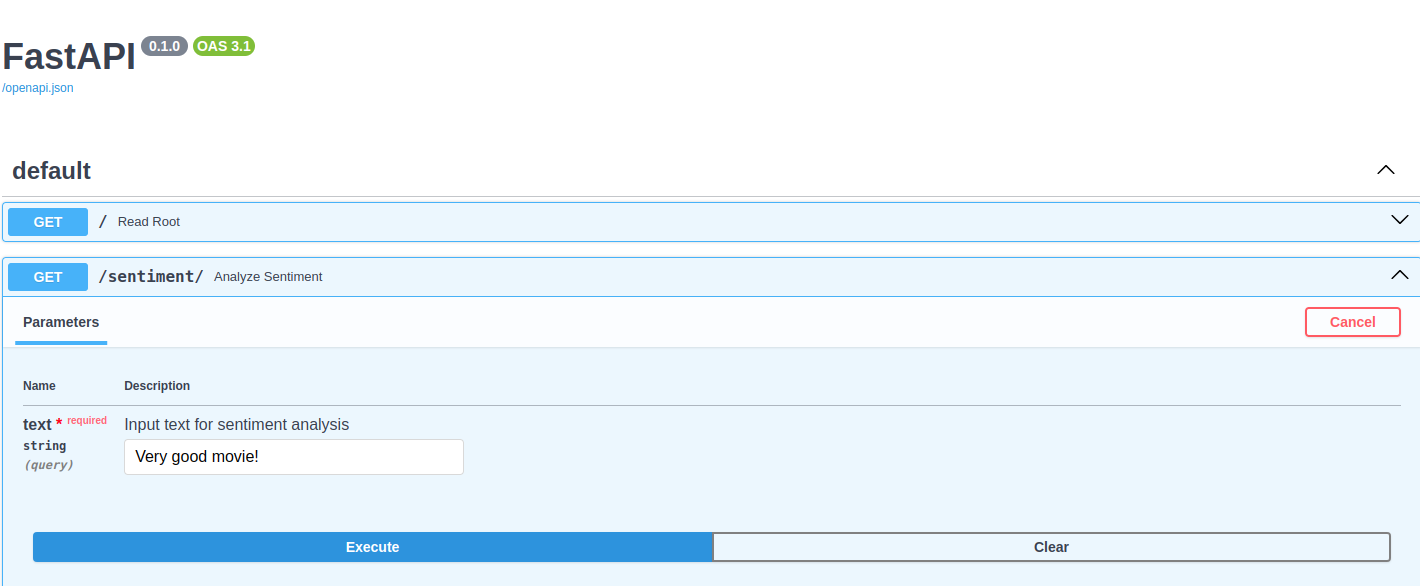 FastAPI 0.1.0 OAS 3.1
/openapi.json
default
GET / Read Root
GET /sentiment/ Analyze Sentiment
Parameters Cancel
Name Description
text * required Input text for sentiment analysis
string
(query) Very good movie!
Execute Clear